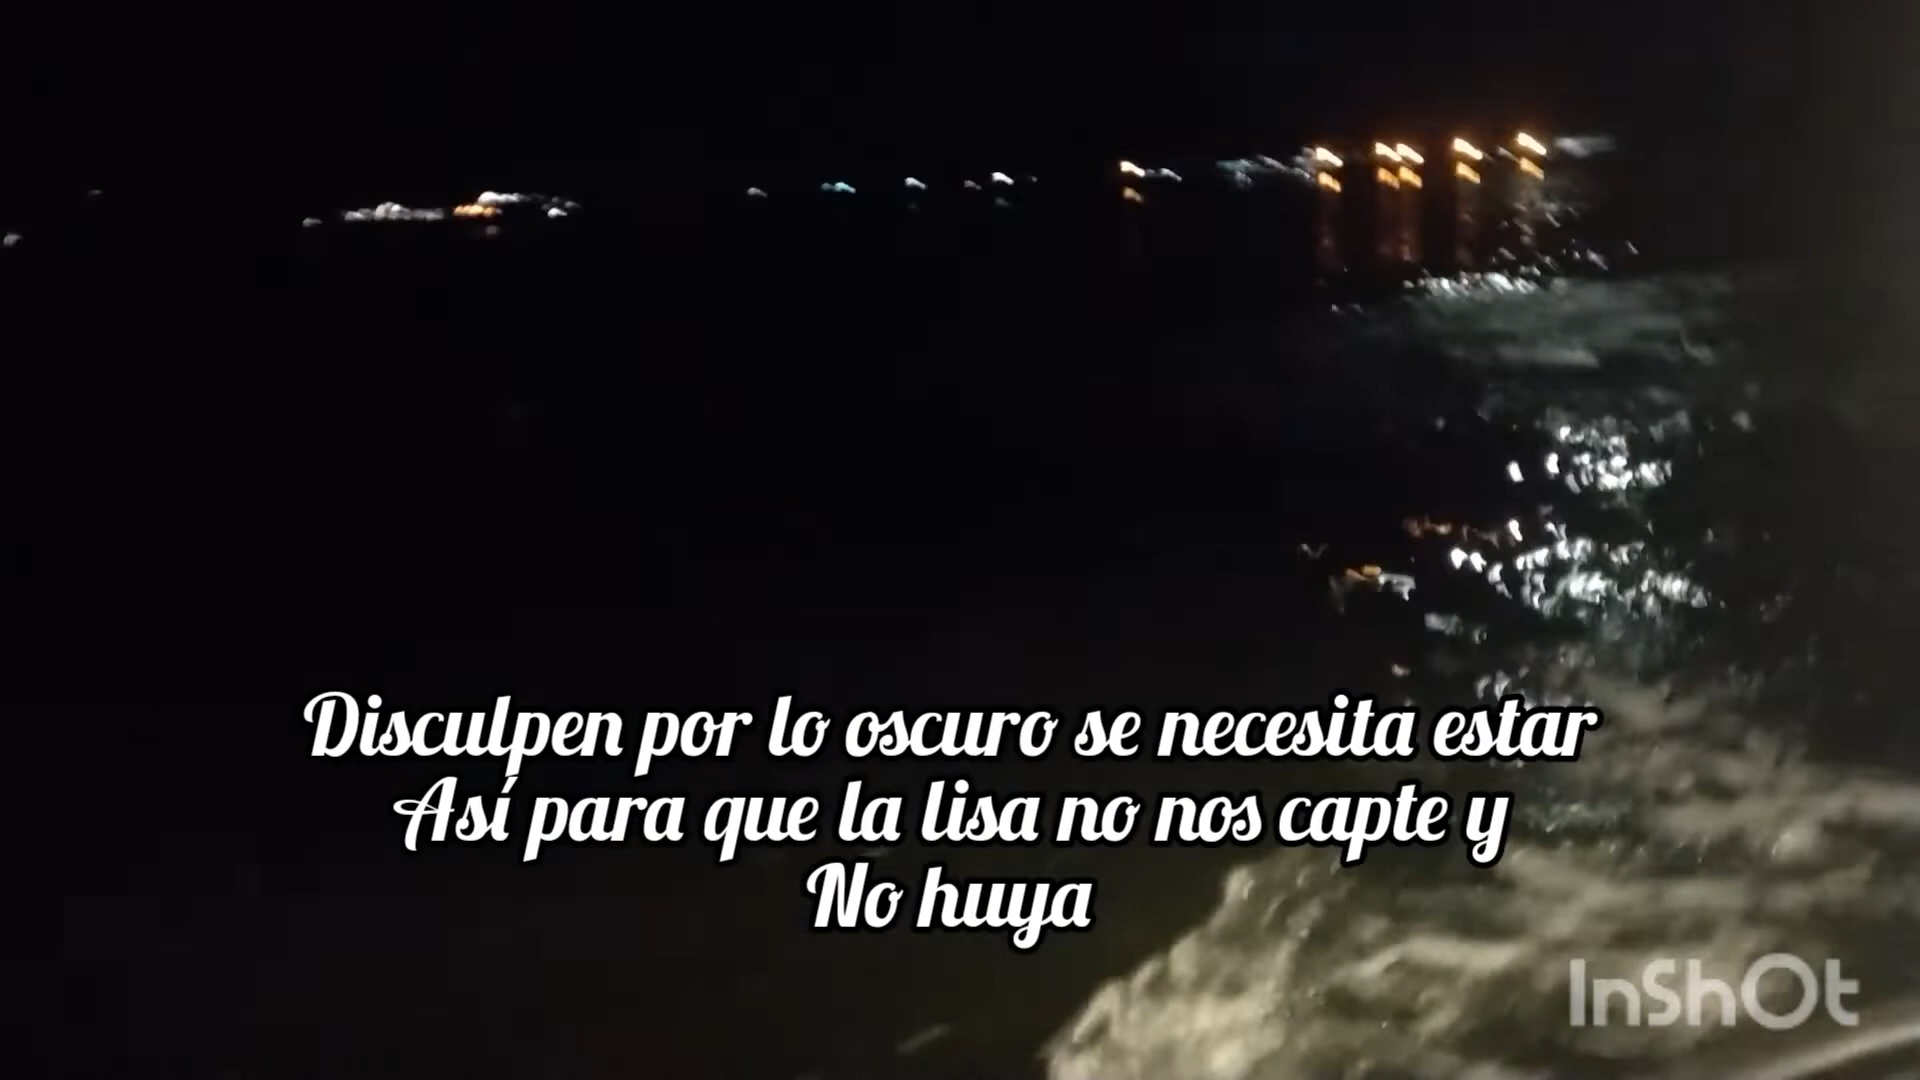 Disculpen por lo oscuro se necesita estar
Así para que la lisa no nos capte y
No huya
InShOt